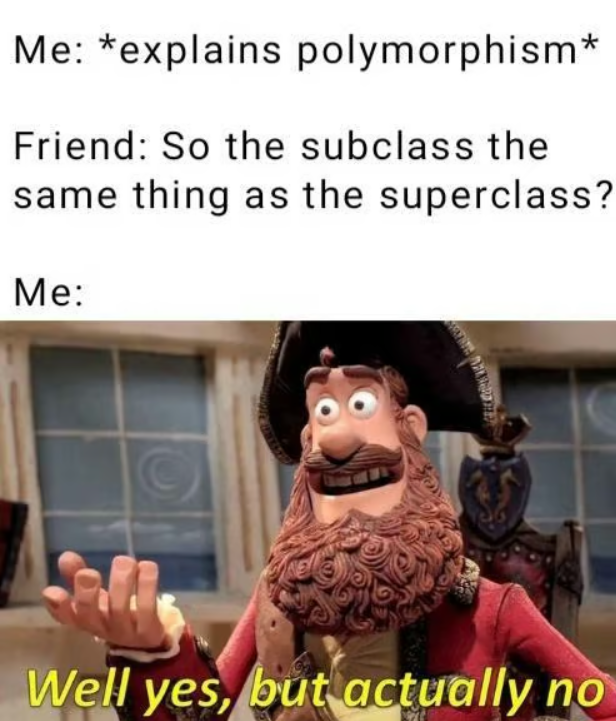 Me: *explains polymorphism*
Friend: So the subclass the
same thing as the superclass?
Me:
Well yes, but actually no